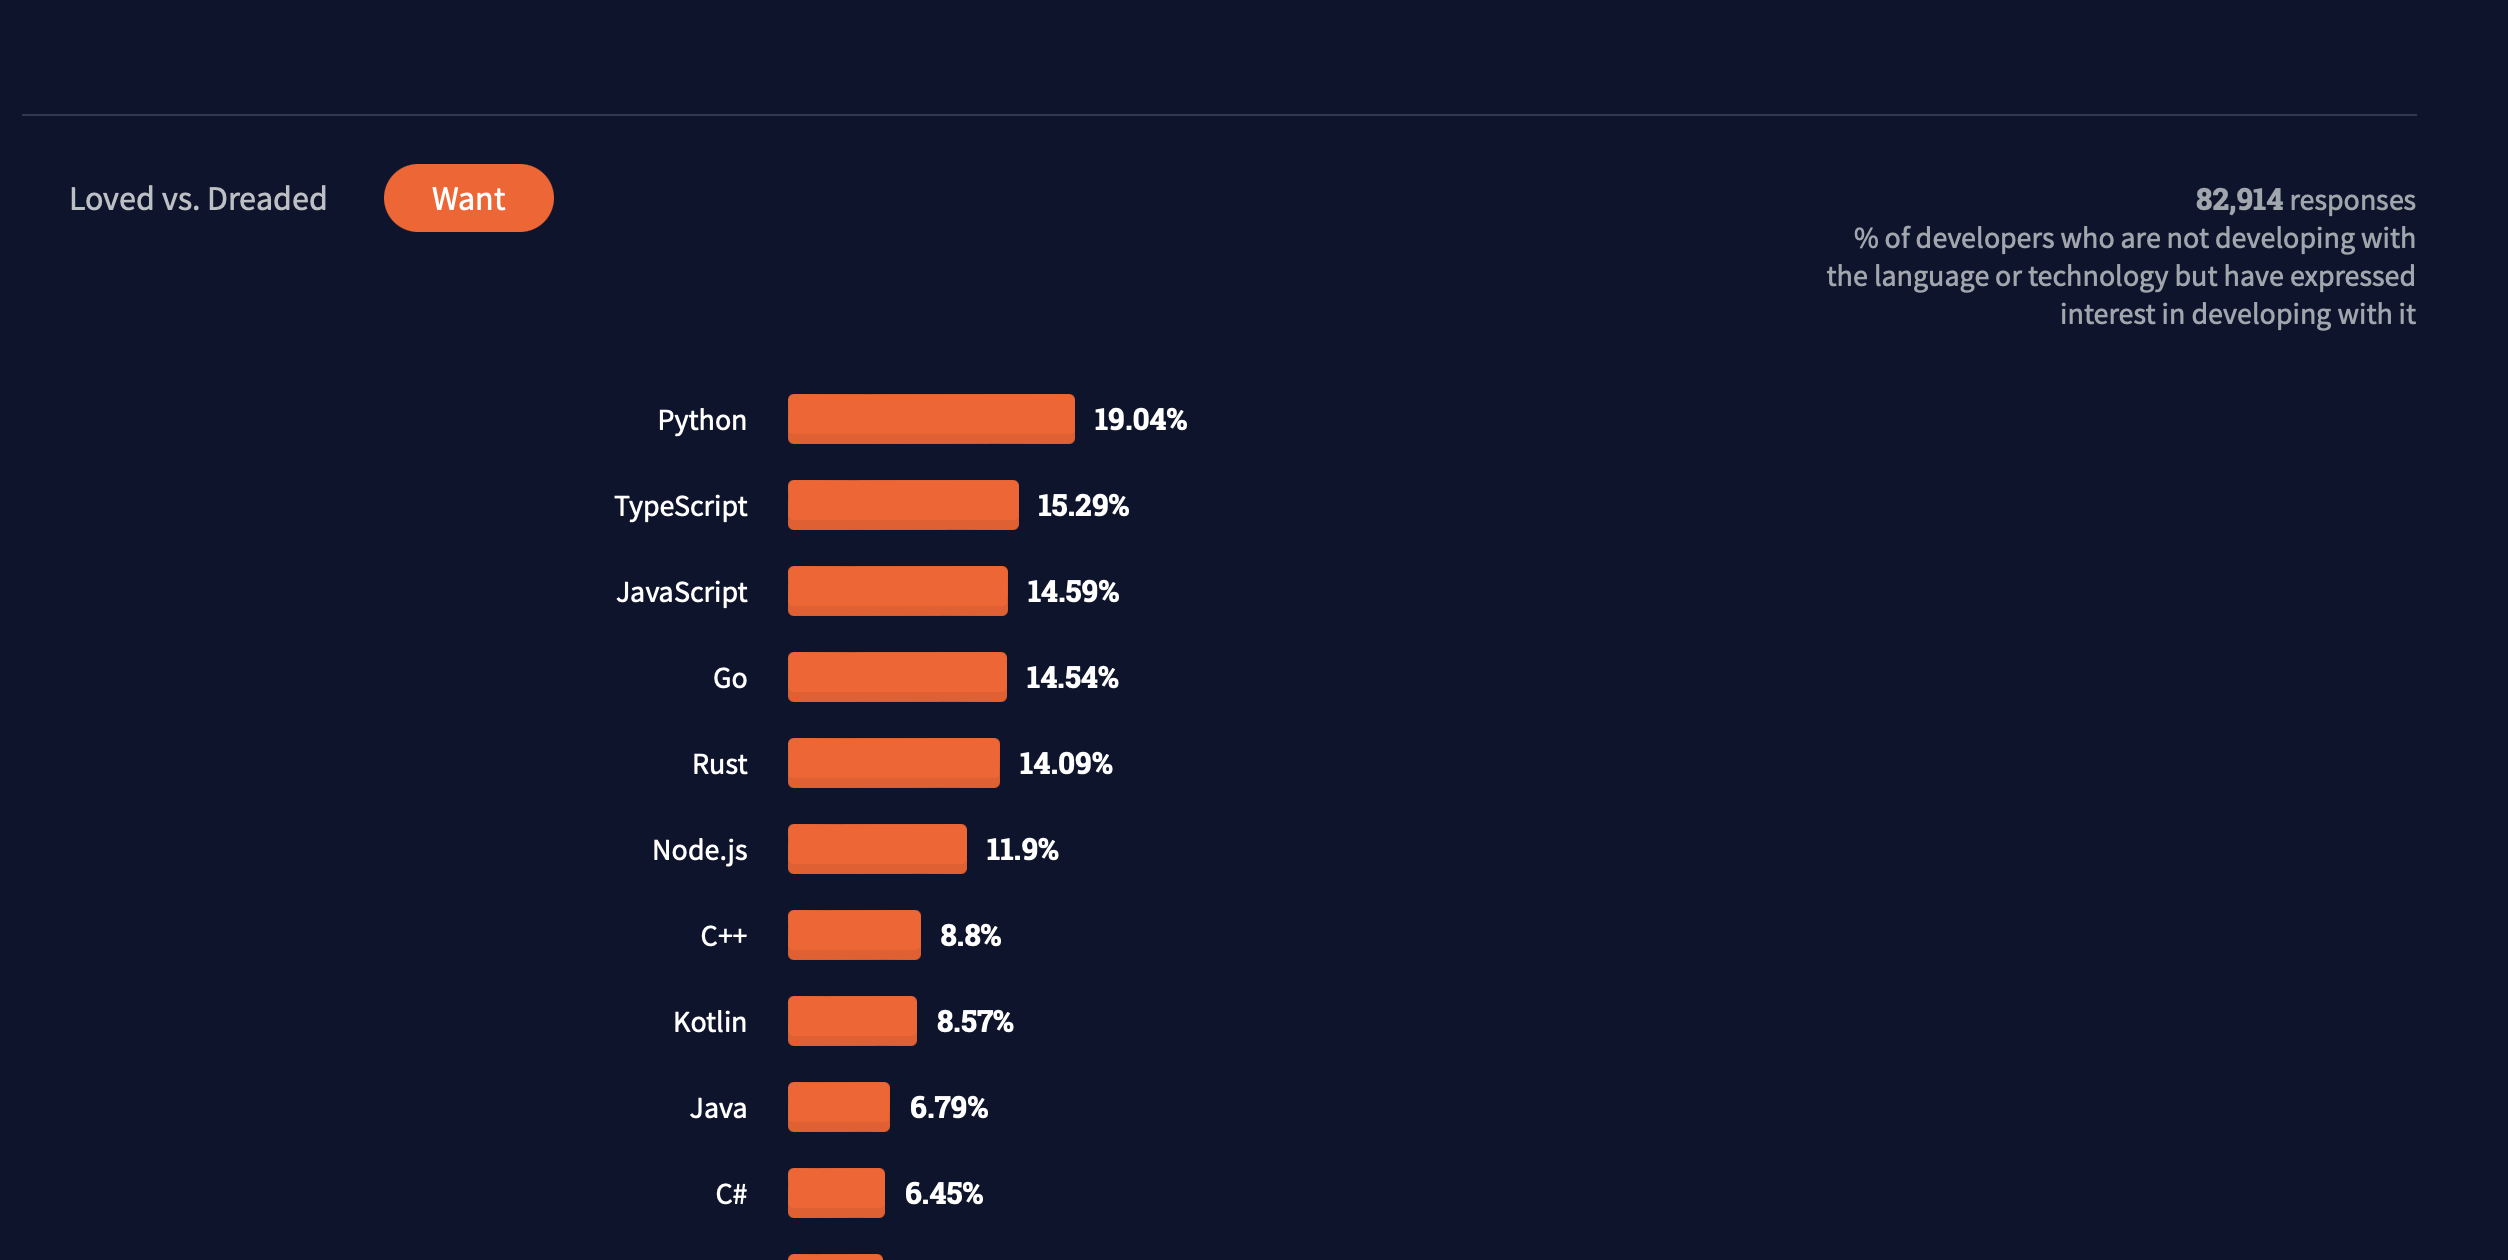 Loved vs. Dreaded
Want
82,914 responses
% of developers who are not developing with
the language or technology but have expressed
interest in developing with it
Python 19.04%
TypeScript 15.29%
JavaScript 14.59%
Go 14.54%
Rust 14.09%
Node.js 11.9%
C++ 8.8%
Kotlin 8.57%
Java 6.79%
C# 6.45%